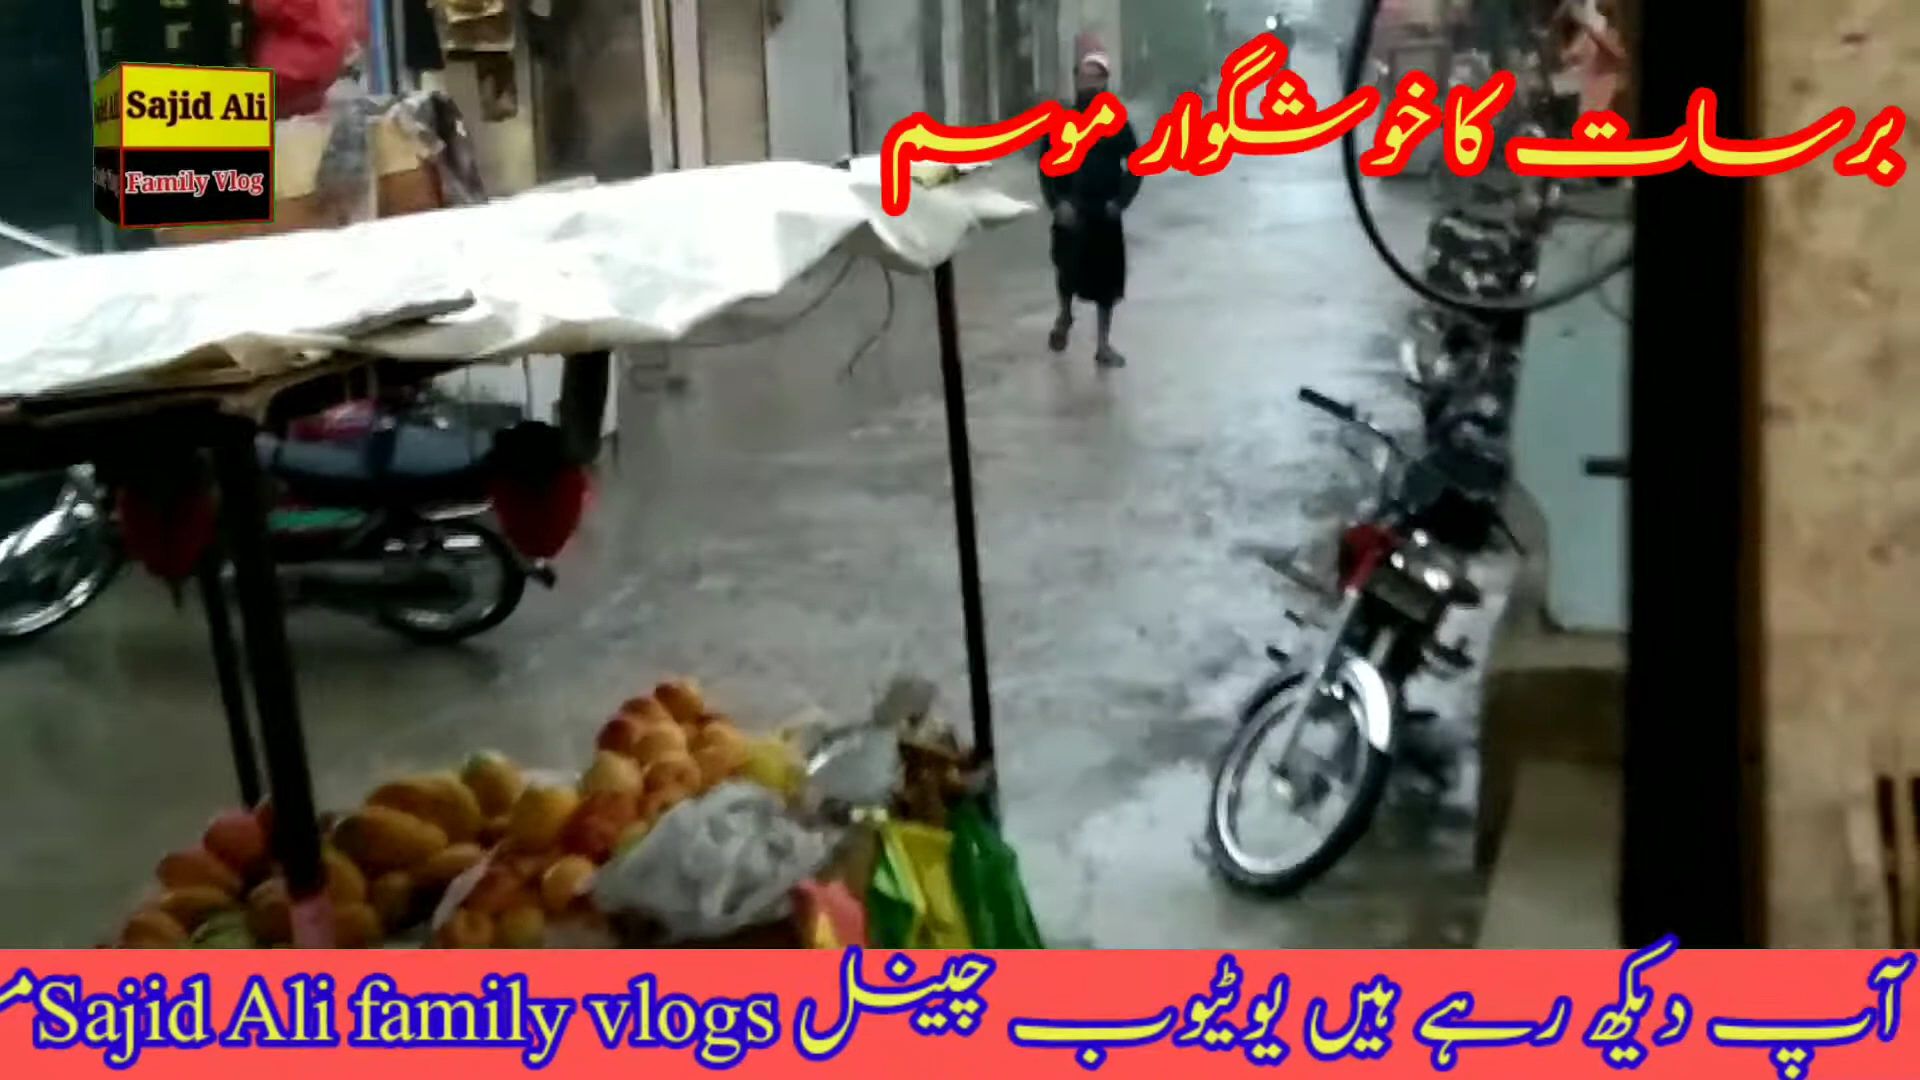 Sajid Ali
Family Vlog
برسات کا خوشگوار موسم
آپ دیکھ رہے ہیں یوٹیوب چینل Sajid Ali family vlogs